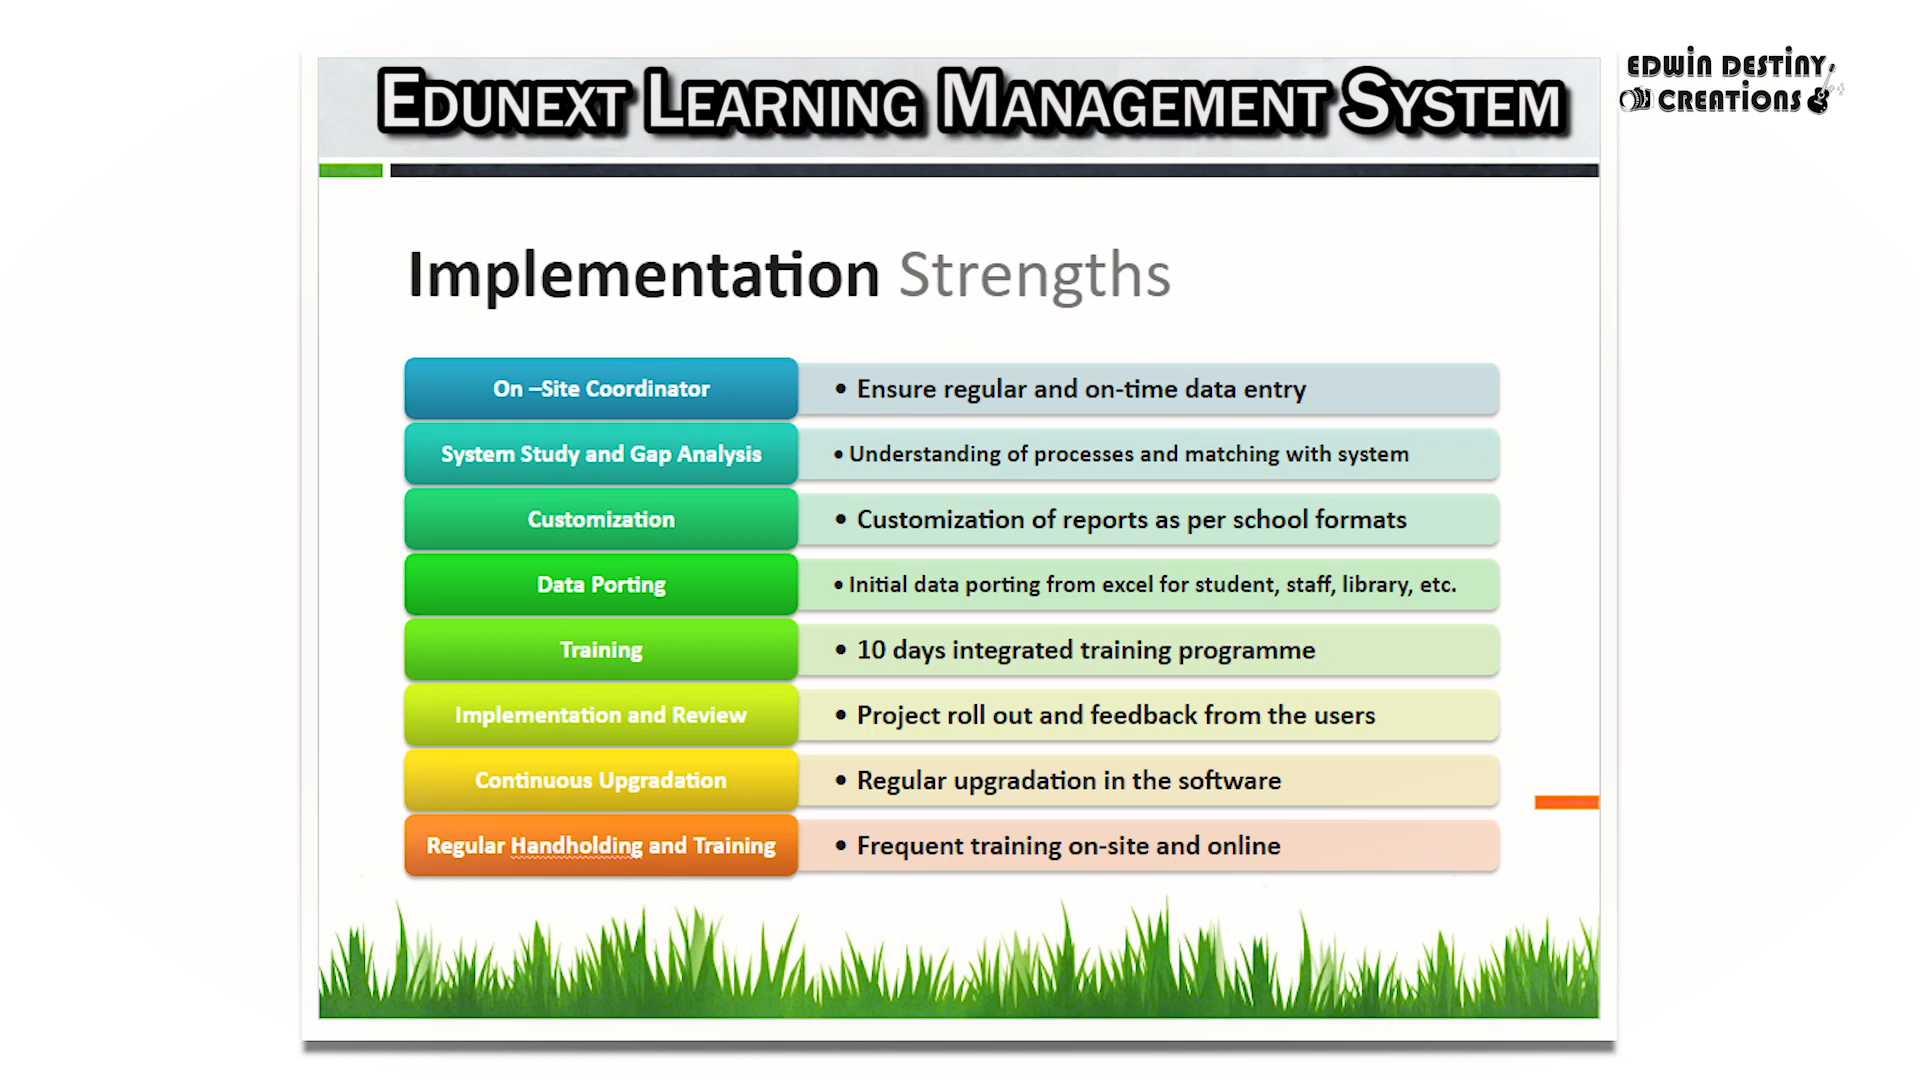 EDUNEXT LEARNING MANAGEMENT SYSTEM
EDWIN DESTINY
CREATIONS
Implementation Strengths
On –Site Coordinator
• Ensure regular and on-time data entry
System Study and Gap Analysis
• Understanding of processes and matching with system
Customization
• Customization of reports as per school formats
Data Porting
• Initial data porting from excel for student, staff, library, etc.
Training
• 10 days integrated training programme
Implementation and Review
• Project roll out and feedback from the users
Continuous Upgradation
• Regular upgradation in the software
Regular Handholding and Training
• Frequent training on-site and online